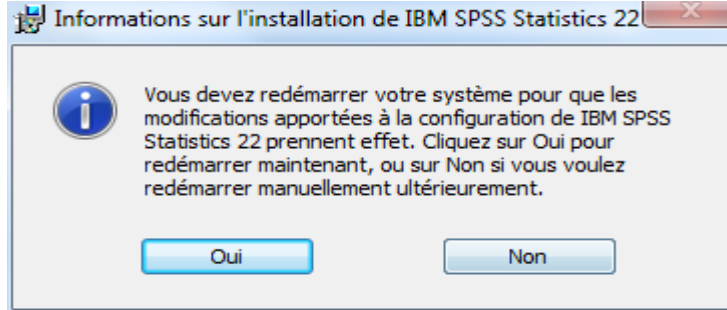 Informations sur l'installation de IBM SPSS Statistics 22
Vous devez redémarrer votre système pour que les
modifications apportées à la configuration de IBM SPSS
Statistics 22 prennent effet. Cliquez sur Oui pour
redémarrer maintenant, ou sur Non si vous voulez
redémarrer manuellement ultérieurement.
Oui
Non